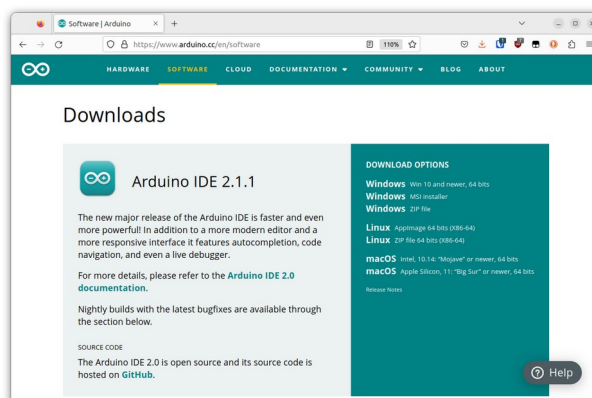 Software | Arduino
https://www.arduino.cc/en/software
110%
HARDWARE SOFTWARE CLOUD DOCUMENTATION COMMUNITY BLOG ABOUT
Downloads
Arduino IDE 2.1.1
The new major release of the Arduino IDE is faster and even
more powerful! In addition to a more modern editor and a
more responsive interface it features autocompletion, code
navigation, and even a live debugger.
For more details, please refer to the Arduino IDE 2.0
documentation.
Nightly builds with the latest bugfixes are available through
the section below.
SOURCE CODE
The Arduino IDE 2.0 is open source and its source code is
hosted on GitHub.
DOWNLOAD OPTIONS
Windows Win 10 and newer, 64 bits
Windows MSI installer
Windows ZIP file
Linux AppImage 64 bits (X86-64)
Linux ZIP file 64 bits (X86-64)
macOS Intel, 10.14: "Mojave" or newer, 64 bits
macOS Apple Silicon, 11: "Big Sur" or newer, 64 bits
Release Notes
Help